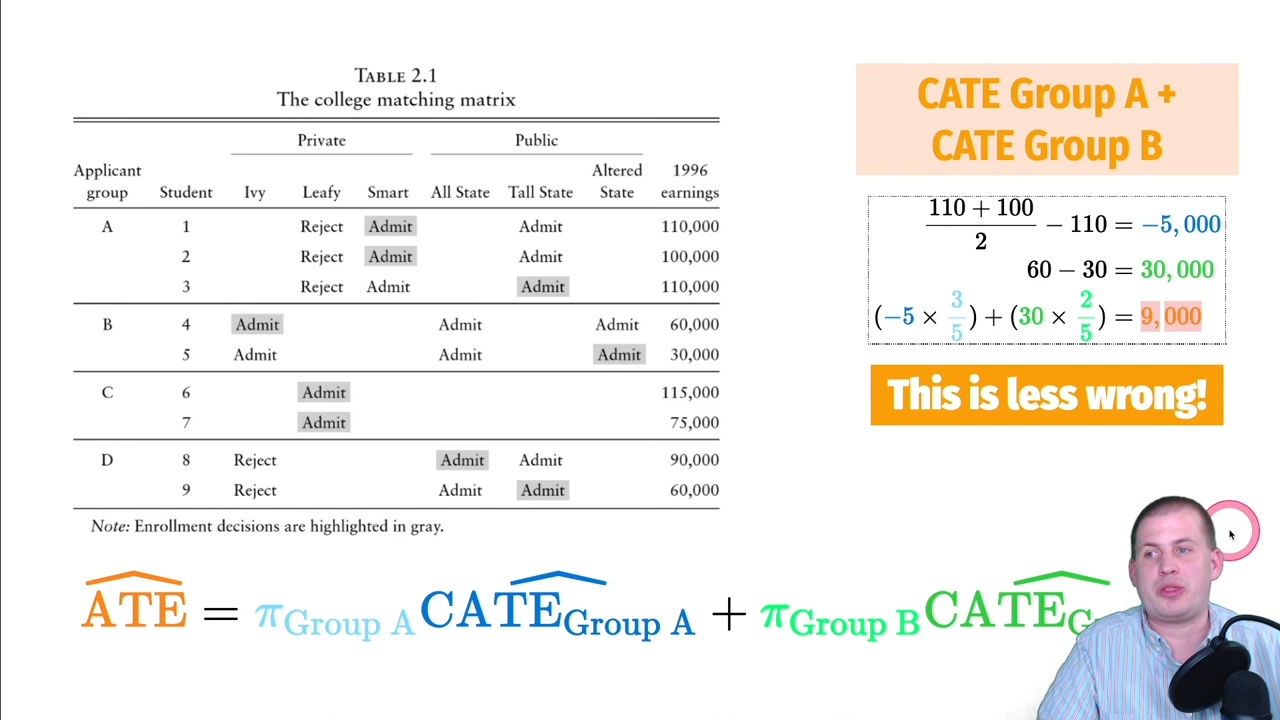 TABLE 2.1
The college matching matrix
Private Public
Applicant group Student Ivy Leafy Smart All State Tall State Altered State 1996 earnings
A 1 Reject Admit Admit 110,000
2 Reject Admit Admit 100,000
3 Reject Admit Admit 110,000
B 4 Admit Admit Admit 60,000
5 Admit Admit Admit 30,000
C 6 Admit 115,000
7 Admit 75,000
D 8 Reject Admit Admit 90,000
9 Reject Admit Admit 60,000
Note: Enrollment decisions are highlighted in gray.
CATE Group A +
CATE Group B
(110 + 100)/2 − 110 = −5,000
60 − 30 = 30,000
(−5 × 3/5) + (30 × 2/5) = 9,000
This is less wrong!
ATE = π Group A CATE Group A + π Group B CATE